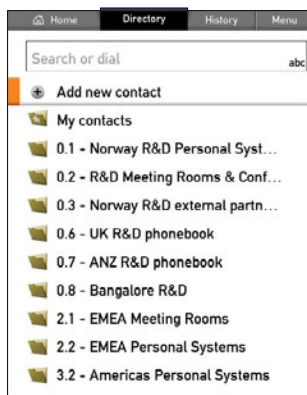 Home Directory History Menu
Search or dial abc
Add new contact
My contacts
0.1 - Norway R&D Personal Syst...
0.2 - R&D Meeting Rooms & Conf...
0.3 - Norway R&D external partn...
0.6 - UK R&D phonebook
0.7 - ANZ R&D phonebook
0.8 - Bangalore R&D
2.1 - EMEA Meeting Rooms
2.2 - EMEA Personal Systems
3.2 - Americas Personal Systems